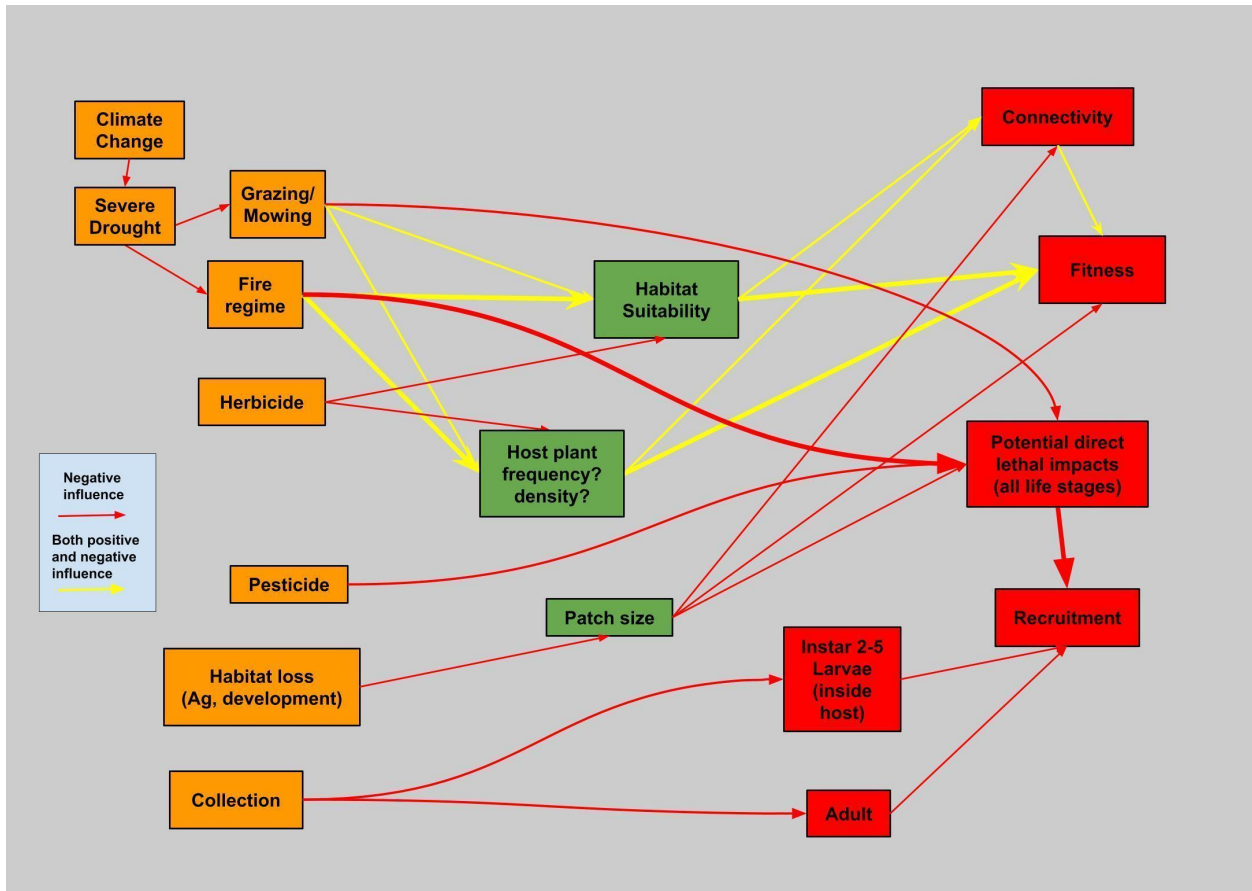 Climate
Change
Connectivity
Severe
Drought
Grazing/
Mowing
Fire
regime
Habitat
Suitability
Fitness
Herbicide
Host plant
frequency?
density?
Potential direct
lethal impacts
(all life stages)
Negative
influence
Both positive
and negative
influence
Pesticide
Patch size
Recruitment
Habitat loss
(Ag, development)
Instar 2-5
Larvae
(inside
host)
Collection
Adult